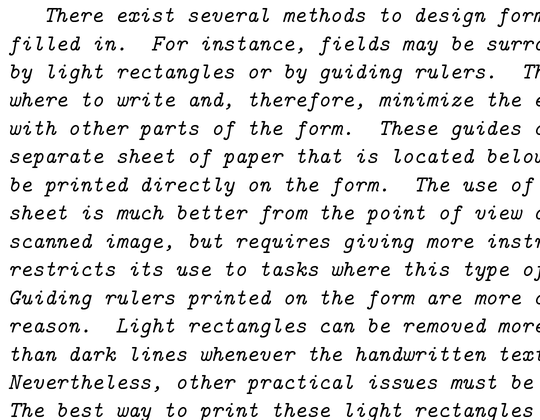 There exist several methods to design form
filled in. For instance, fields may be surro
by light rectangles or by guiding rulers. Th
where to write and, therefore, minimize the e
with other parts of the form. These guides c
separate sheet of paper that is located below
be printed directly on the form. The use of
sheet is much better from the point of view o
scanned image, but requires giving more instr
restricts its use to tasks where this type of
Guiding rulers printed on the form are more c
reason. Light rectangles can be removed more
than dark lines whenever the handwritten text
Nevertheless, other practical issues must be
The best way to print these light rectangles